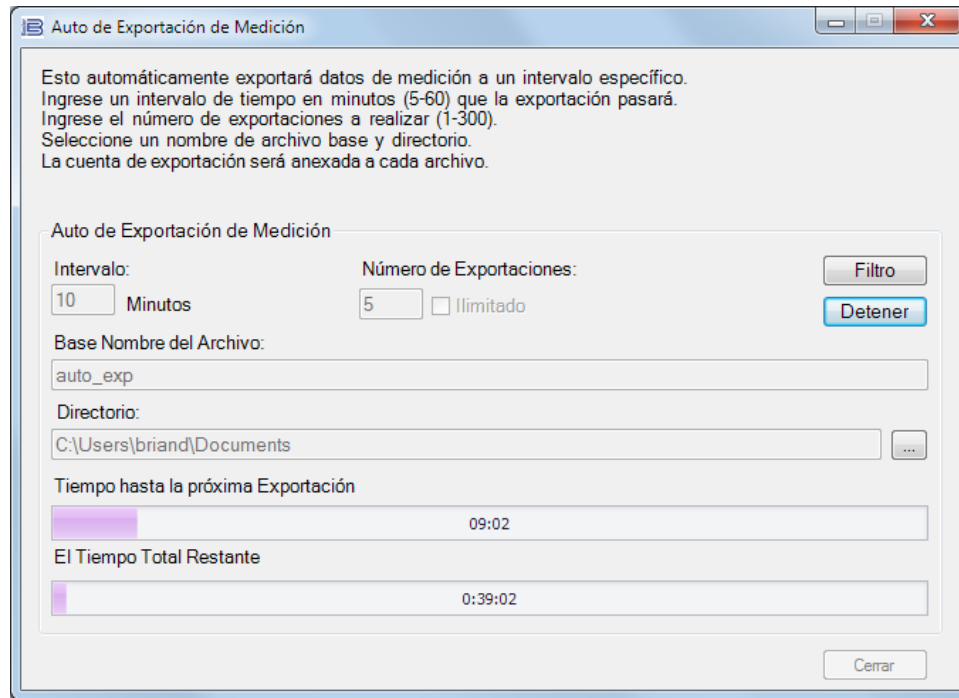 Auto de Exportación de Medición
Esto automáticamente exportará datos de medición a un intervalo específico.
Ingrese un intervalo de tiempo en minutos (5-60) que la exportación pasará.
Ingrese el número de exportaciones a realizar (1-300).
Seleccione un nombre de archivo base y directorio.
La cuenta de exportación será anexada a cada archivo.
Auto de Exportación de Medición
Intervalo:
Número de Exportaciones:
Filtro
10 Minutos
5 Ilimitado
Detener
Base Nombre del Archivo:
auto_exp
Directorio:
C:\Users\briand\Documents
...
Tiempo hasta la próxima Exportación
09:02
El Tiempo Total Restante
0:39:02
Cerrar